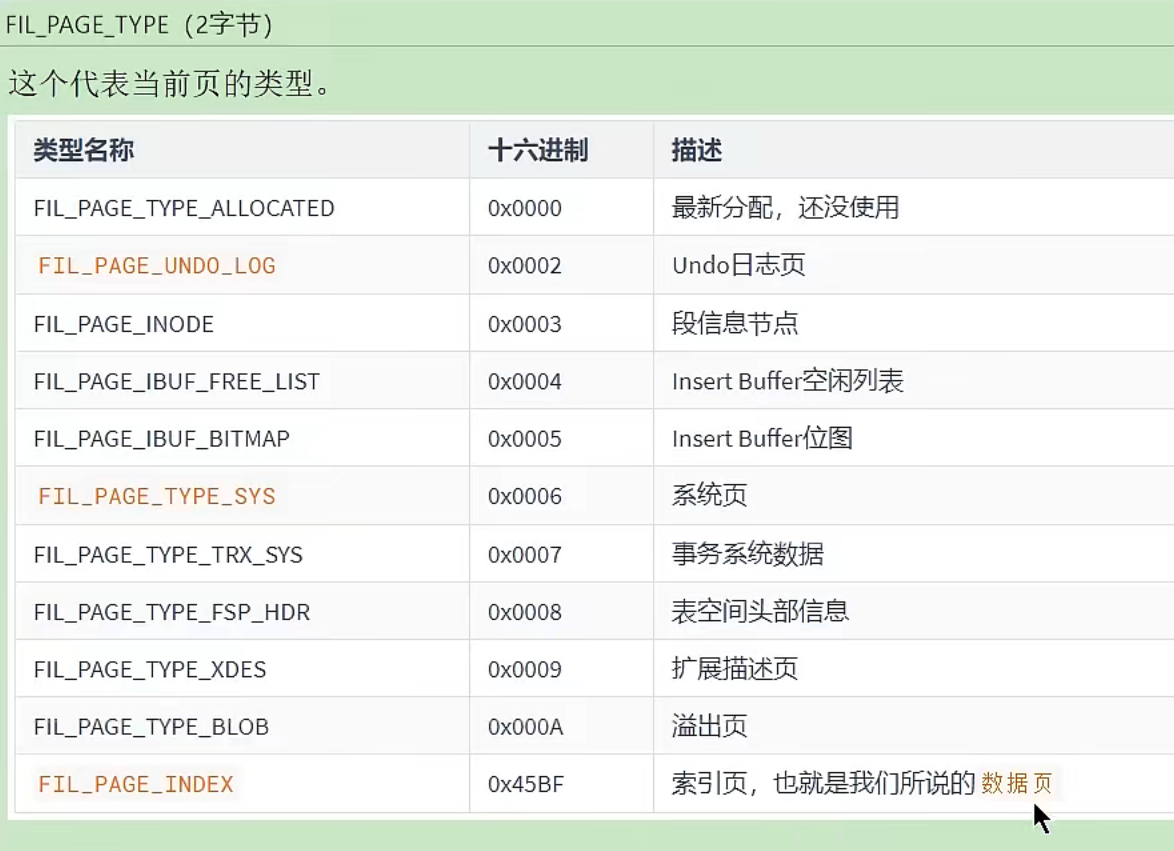 FIL_PAGE_TYPE（2字节）
这个代表当前页的类型。
类型名称 十六进制 描述
FIL_PAGE_TYPE_ALLOCATED 0x0000 最新分配，还没使用
FIL_PAGE_UNDO_LOG 0x0002 Undo日志页
FIL_PAGE_INODE 0x0003 段信息节点
FIL_PAGE_IBUF_FREE_LIST 0x0004 Insert Buffer空闲列表
FIL_PAGE_IBUF_BITMAP 0x0005 Insert Buffer位图
FIL_PAGE_TYPE_SYS 0x0006 系统页
FIL_PAGE_TYPE_TRX_SYS 0x0007 事务系统数据
FIL_PAGE_TYPE_FSP_HDR 0x0008 表空间头部信息
FIL_PAGE_TYPE_XDES 0x0009 扩展描述页
FIL_PAGE_TYPE_BLOB 0x000A 溢出页
FIL_PAGE_INDEX 0x45BF 索引页，也就是我们所说的 数据页